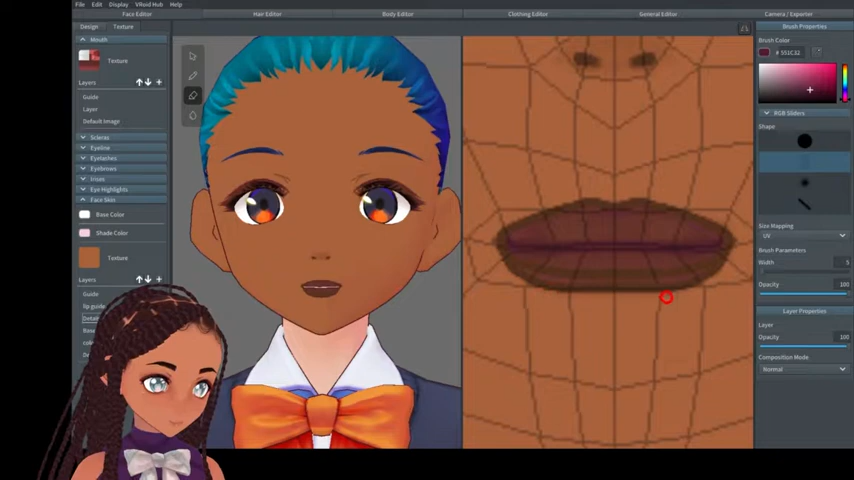 File Edit Display VRoid Hub Help
Face Editor Hair Editor Body Editor Clothing Editor General Editor Camera / Exporter
Design Texture
Mouth
Texture
Layers
Guide
Layer
Default Image
Scleras
Eyeline
Eyelashes
Eyebrows
Irises
Eye Highlights
Face Skin
Base Color
Shade Color
Texture
Layers
Guide
lip guide
Brush Properties
Brush Color
# 551C32
RGB Sliders
Shape
Size Mapping
UV
Brush Parameters
Width 5
Opacity 100
Layer Properties
Layer
Opacity 100
Composition Mode
Normal